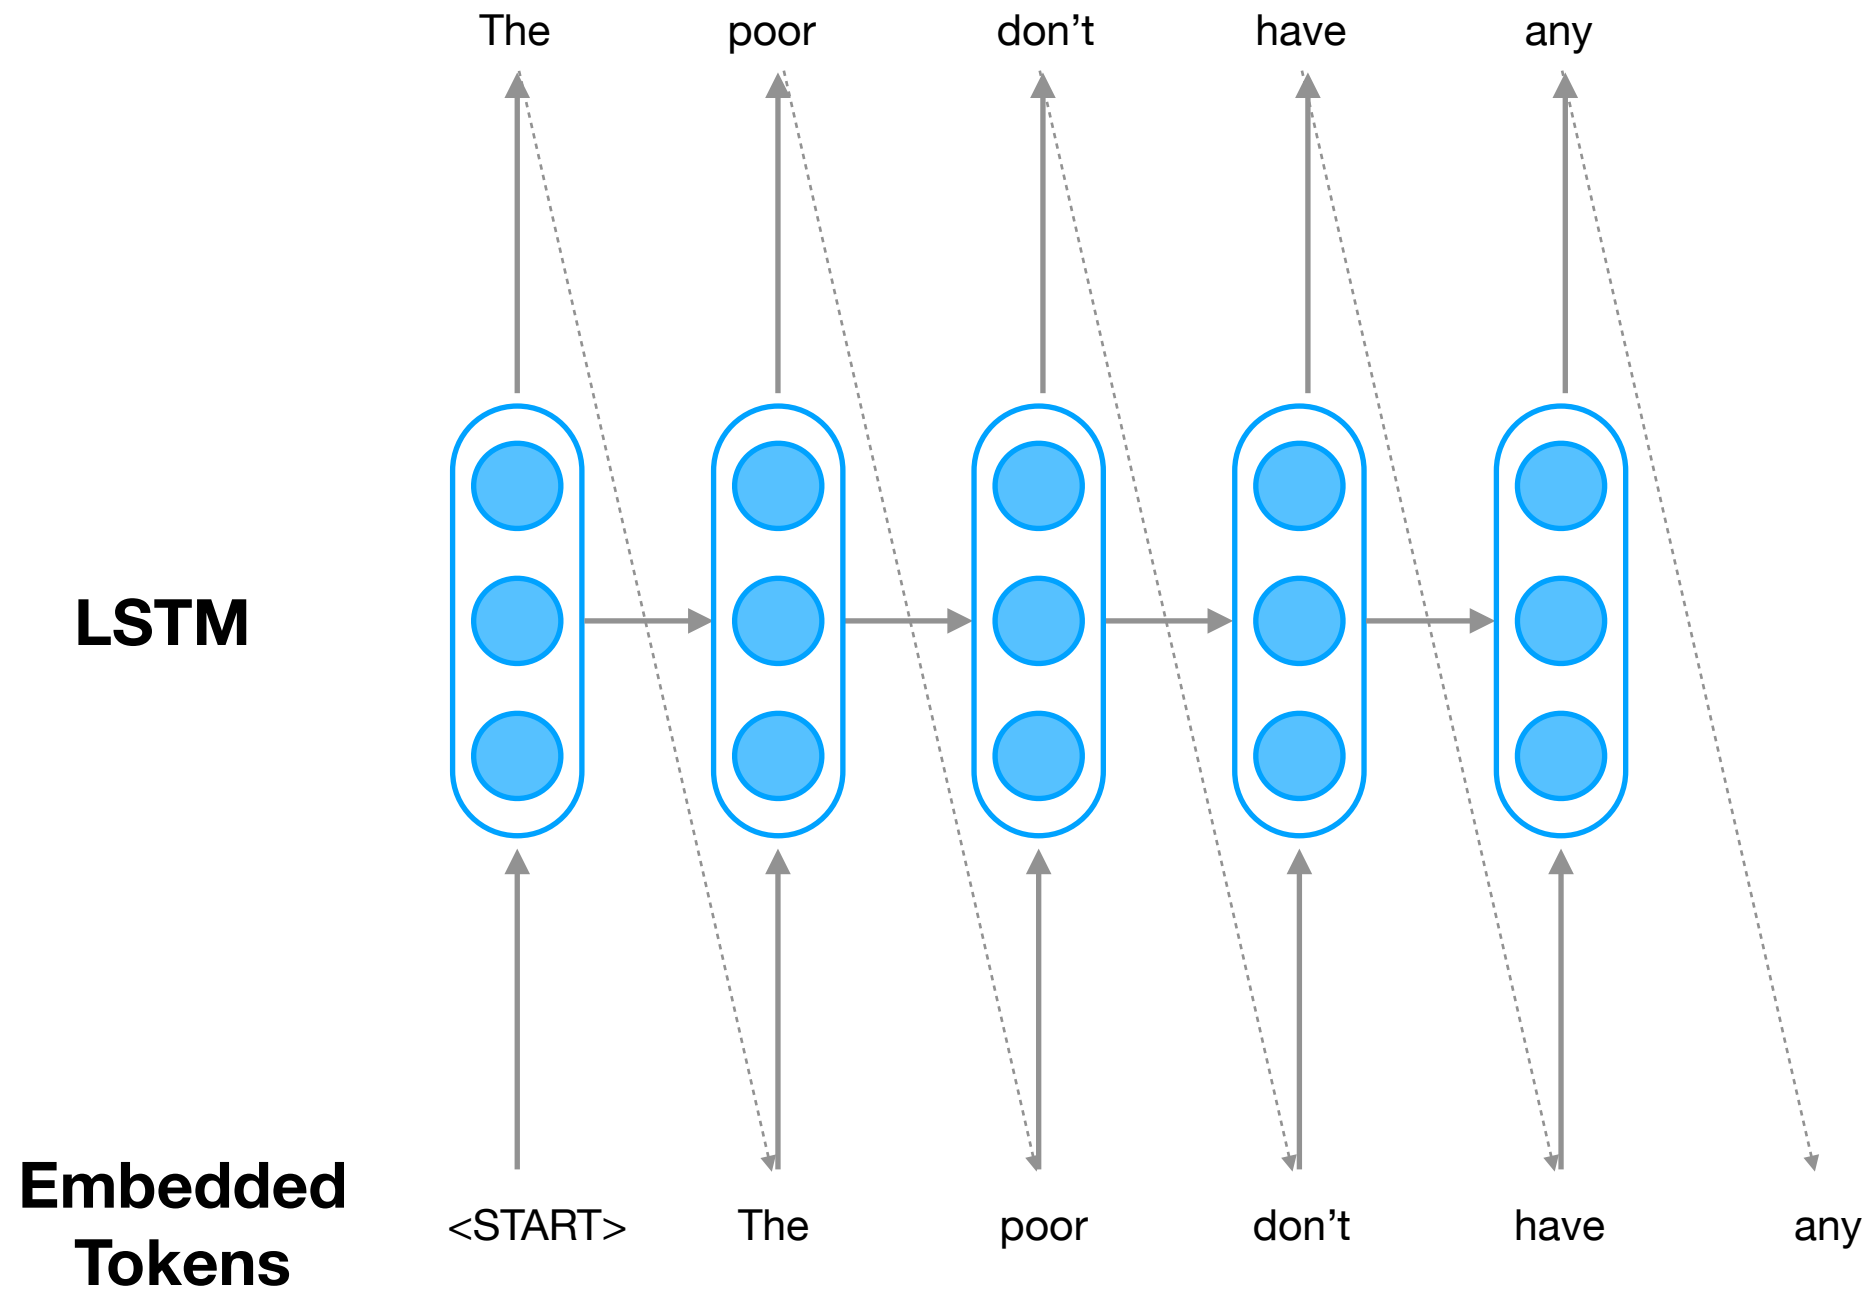 The poor don’t have any
LSTM
Embedded
Tokens
<START> The poor don’t have any